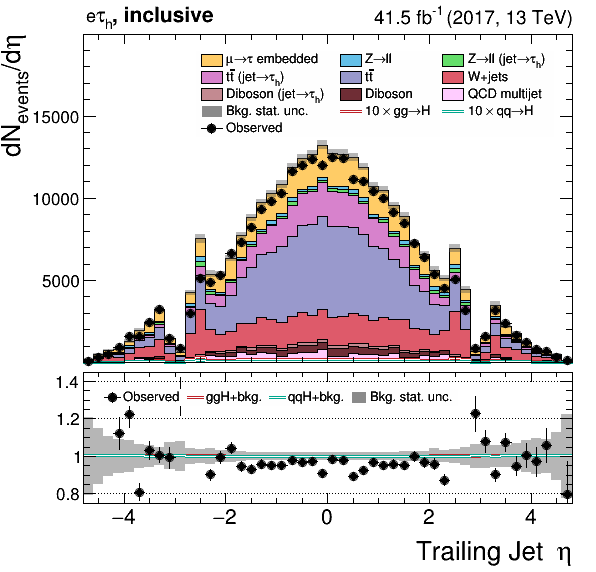 eτh, inclusive 41.5 fb⁻¹ (2017, 13 TeV)
dNevents/dη
μ→τ embedded Z→ll Z→ll (jet→τh)
tt̄ (jet→τh) tt̄ W+jets
Diboson (jet→τh) Diboson QCD multijet
Bkg. stat. unc. 10 × gg→H 10 × qq→H
Observed
15000
10000
5000
1.4
Observed ggH+bkg. qqH+bkg. Bkg. stat. unc.
1.2
1
0.8
−4 −2 0 2 4
Trailing Jet η